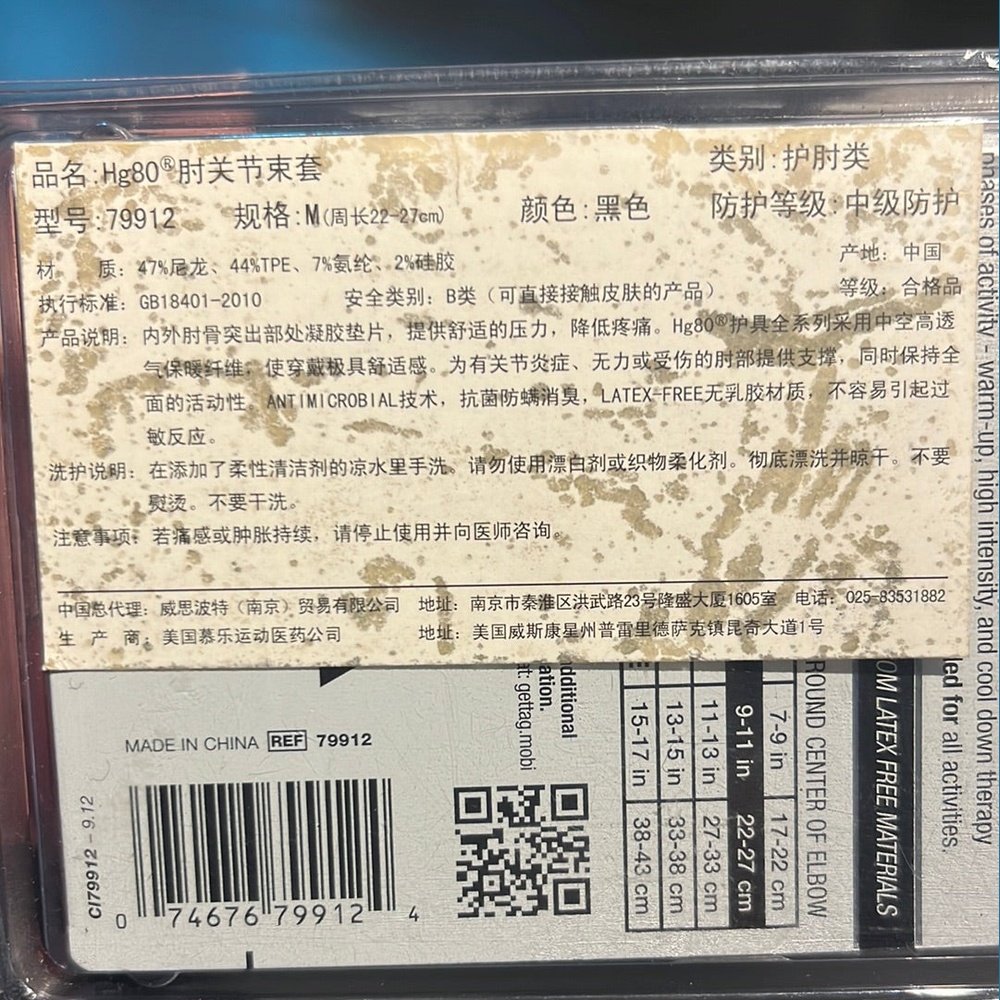 品名:Hg80®肘关节束套
类别:护肘类
型号:79912
规格:M(周长22-27cm)
颜色:黑色
防护等级:中级防护
材 质: 47%尼龙、44%TPE、7%氨纶、2%硅胶
产地: 中国
执行标准: GB18401-2010
安全类别: B类(可直接接触皮肤的产品)
等级: 合格品
产品说明: 内外肘骨突出部处凝胶垫片,提供舒适的压力,降低疼痛。Hg80®护具全系列采用中空高透
气保暖纤维,使穿戴极具舒适感。为有关节炎症、无力或受伤的肘部提供支撑,同时保持全
面的活动性。ANTIMICROBIAL技术,抗菌防螨消臭,LATEX-FREE无乳胶材质,不容易引起过
敏反应。
洗护说明: 在添加了柔性清洁剂的凉水里手洗。请勿使用漂白剂或织物柔化剂。彻底漂洗并晾干。不要
熨烫。不要干洗。
注意事项: 若痛感或肿胀持续,请停止使用并向医师咨询。
中国总代理: 威思波特(南京)贸易有限公司 地址: 南京市秦淮区洪武路23号隆盛大厦1605室 电话: 025-83531882
生 产 商: 美国慕乐运动医药公司 地址: 美国威斯康星州普雷里德萨克镇昆奇大道1号
MADE IN CHINA REF 79912
CI79912 - 9.12
0 74676 79912 4
additional
ation.
at: gettag.mobi
ROUND CENTER OF ELBOW
7-9 in 17-22 cm
9-11 in 22-27 cm
11-13 in 27-33 cm
13-15 in 33-38 cm
15-17 in 38-43 cm
OM LATEX FREE MATERIALS
phases of activity - warm-up, high intensity, and cool down therapy
ed for all activities.